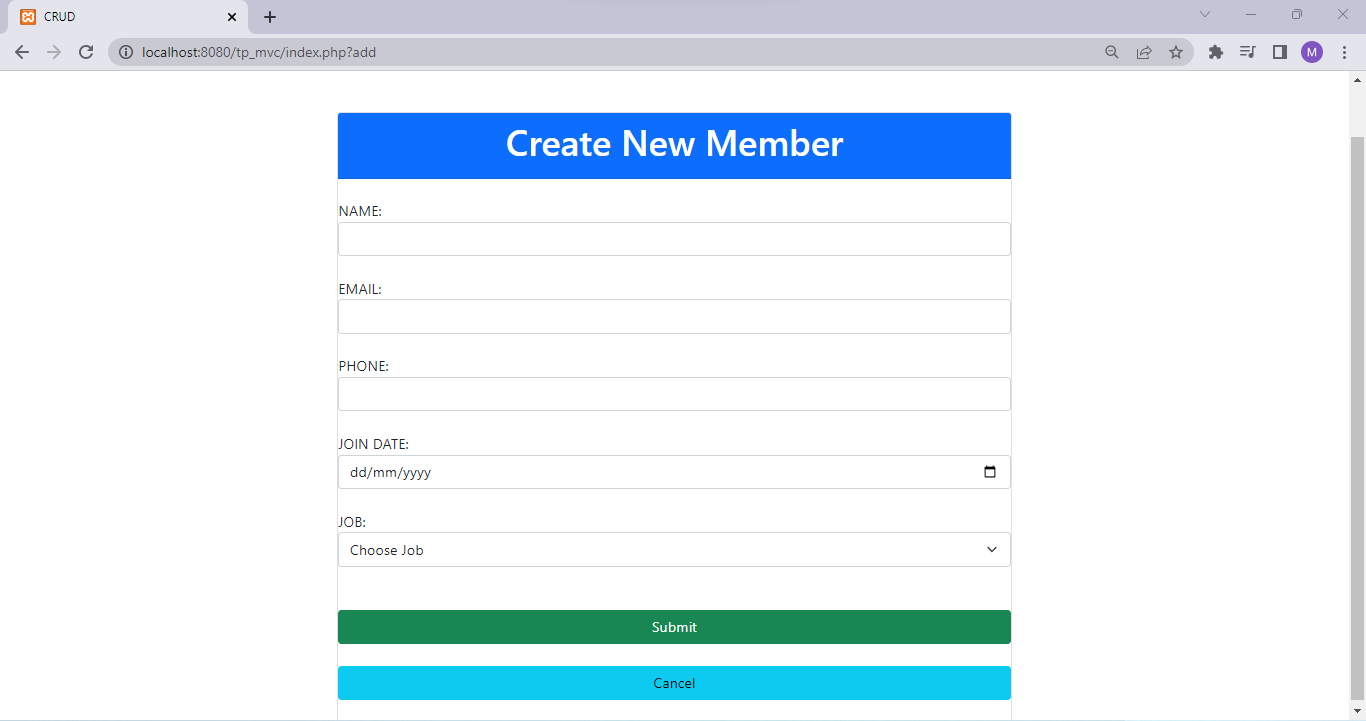 CRUD
localhost:8080/tp_mvc/index.php?add
M
Create New Member
NAME:
EMAIL:
PHONE:
JOIN DATE:
dd/mm/yyyy
JOB:
Choose Job
Submit
Cancel